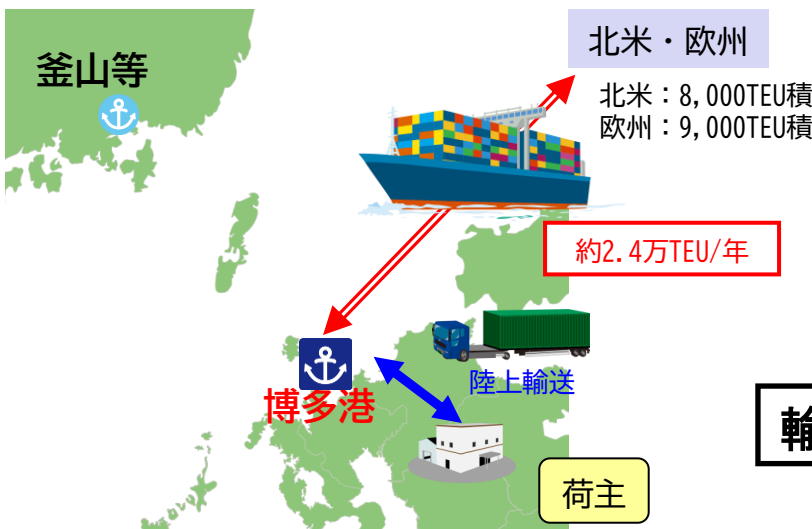 北米・欧州
釜山等
北米：8,000TEU積
欧州：9,000TEU積
約2.4万TEU/年
陸上輸送
博多港
輸
荷主